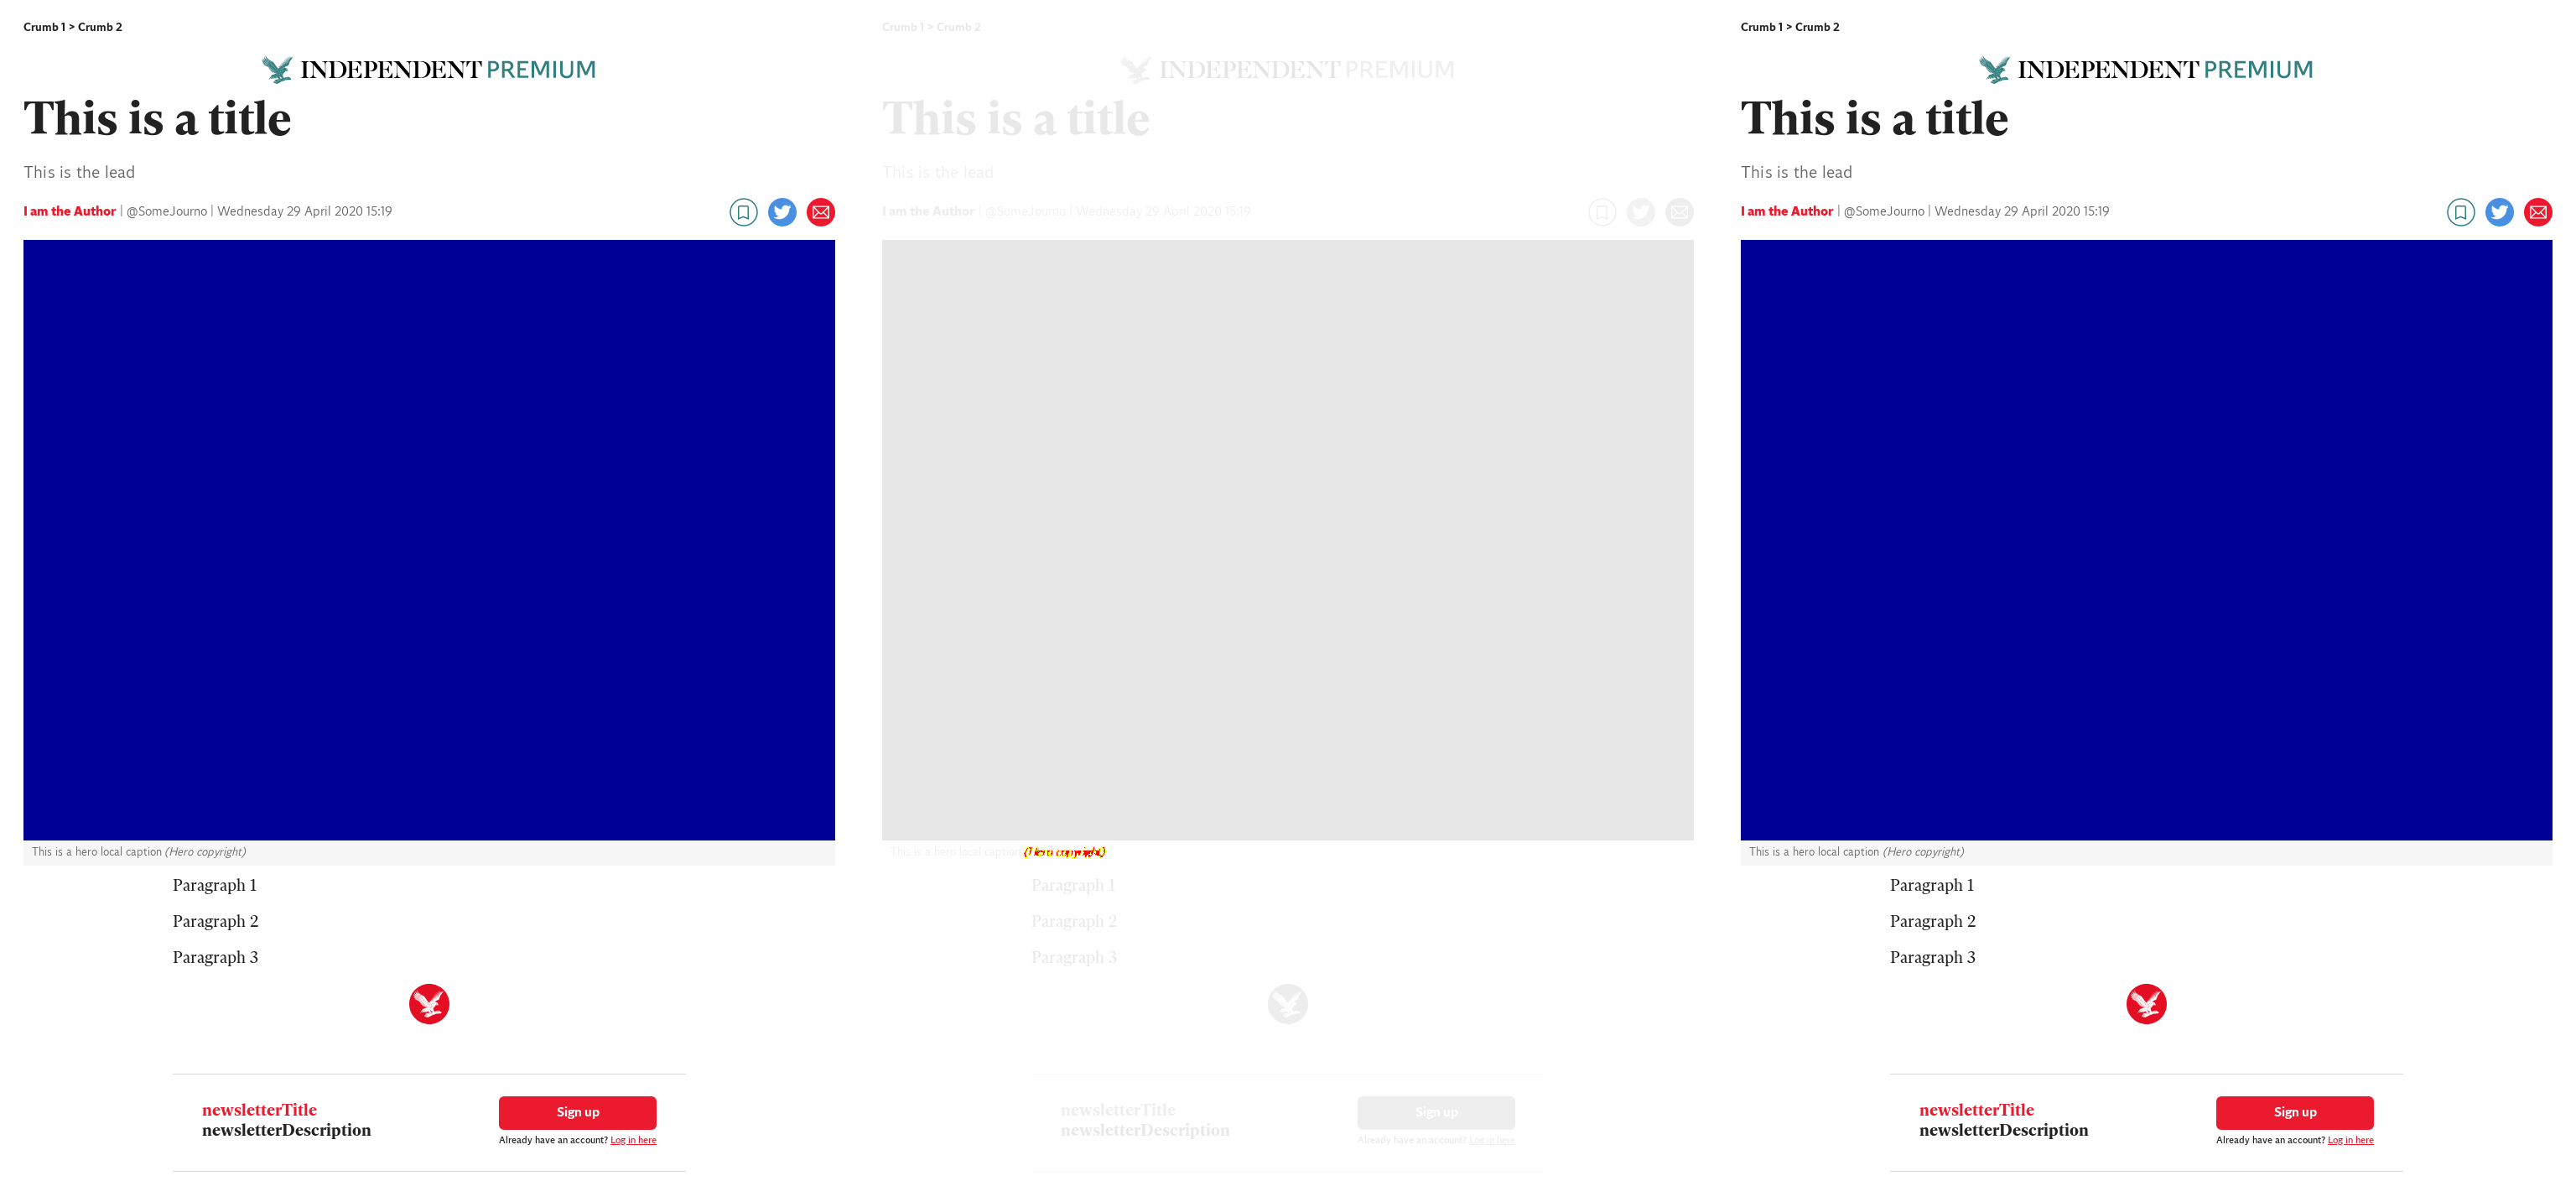 Crumb 1 > Crumb 2
INDEPENDENT PREMIUM
This is a title
This is the lead
I am the Author | @SomeJourno | Wednesday 29 April 2020 15:19
This is a hero local caption (Hero copyright)
Paragraph 1
Paragraph 2
Paragraph 3
newsletterTitle
newsletterDescription
Sign up
Already have an account? Log in here
Crumb 1 > Crumb 2
INDEPENDENT PREMIUM
This is a title
This is the lead
I am the Author | @SomeJourno | Wednesday 29 April 2020 15:19
This is a hero local caption (Hero copyright)
Paragraph 1
Paragraph 2
Paragraph 3
newsletterTitle
newsletterDescription
Sign up
Already have an account? Log in here
Crumb 1 > Crumb 2
INDEPENDENT PREMIUM
This is a title
This is the lead
I am the Author | @SomeJourno | Wednesday 29 April 2020 15:19
This is a hero local caption (Hero copyright)
Paragraph 1
Paragraph 2
Paragraph 3
newsletterTitle
newsletterDescription
Sign up
Already have an account? Log in here